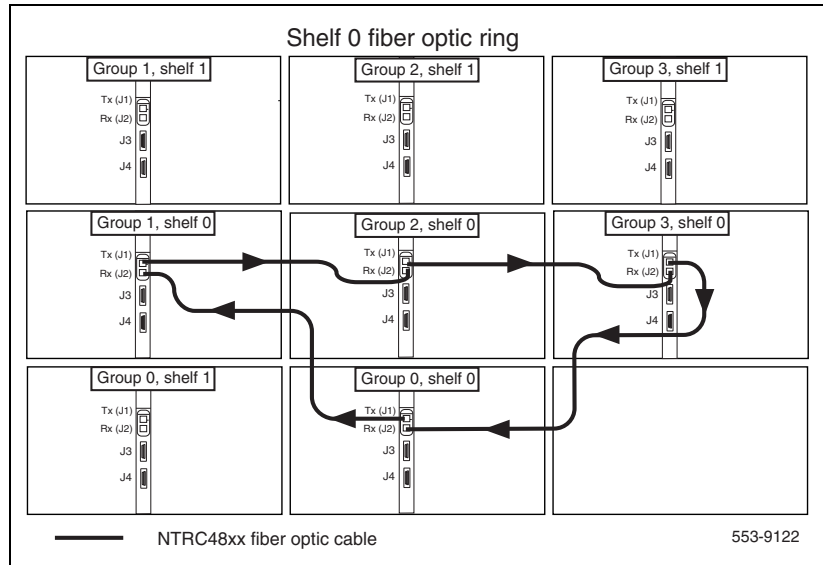 Shelf 0 fiber optic ring
Group 1, shelf 1
Tx (J1)
Rx (J2)
J3
J4
Group 2, shelf 1
Tx (J1)
Rx (J2)
J3
J4
Group 3, shelf 1
Tx (J1)
Rx (J2)
J3
J4
Group 1, shelf 0
Tx (J1)
Rx (J2)
J3
J4
Group 2, shelf 0
Tx (J1)
Rx (J2)
J3
J4
Group 3, shelf 0
Tx (J1)
Rx (J2)
J3
J4
Group 0, shelf 1
Tx (J1)
Rx (J2)
J3
J4
Group 0, shelf 0
Tx (J1)
Rx (J2)
J3
J4
NTRC48xx fiber optic cable
553-9122